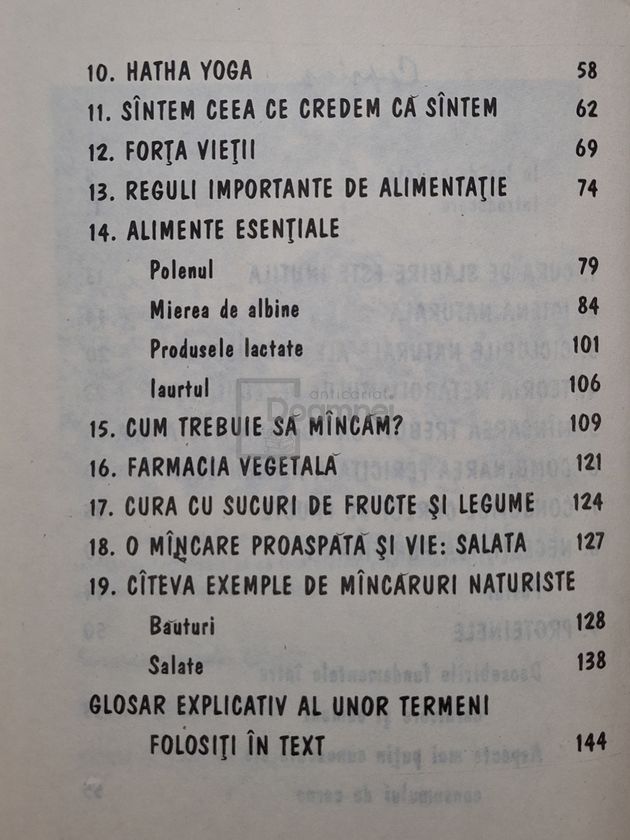 10. HATHA YOGA 58
11. SÎNTEM CEEA CE CREDEM CĂ SÎNTEM 62
12. FORŢA VIEŢII 69
13. REGULI IMPORTANTE DE ALIMENTAŢIE 74
14. ALIMENTE ESENŢIALE
Polenul 79
Mierea de albine 84
Produsele lactate 101
Iaurtul 106
anticariat
Doamnei
15. CUM TREBUIE SĂ MÎNCĂM? 109
16. FARMACIA VEGETALĂ 121
17. CURA CU SUCURI DE FRUCTE ŞI LEGUME 124
18. O MÎNCARE PROASPĂTĂ ŞI VIE: SALATA 127
19. CÎTEVA EXEMPLE DE MÎNCĂRURI NATURISTE
Băuturi 128
Salate 138
GLOSAR EXPLICATIV AL UNOR TERMENI
FOLOSIŢI ÎN TEXT 144